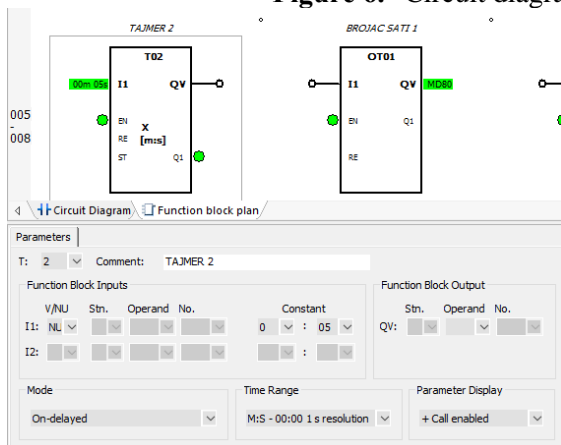 Figure 6. Circuit diagra
TAJMER 2 BROJAC SATI 1
T02 OT01
00m 05s I1 QV I1 QV MD80
EN EN Q1
X
RE [m:s] RE
ST Q1
005
-
008
Circuit Diagram Function block plan
Parameters
T: 2 Comment: TAJMER 2
Function Block Inputs Function Block Output
V/NU Stn. Operand No. Constant Stn. Operand No.
I1: NU 0 : 05 QV:
I2: :
Mode Time Range Parameter Display
On-delayed M:S - 00:00 1 s resolution + Call enabled